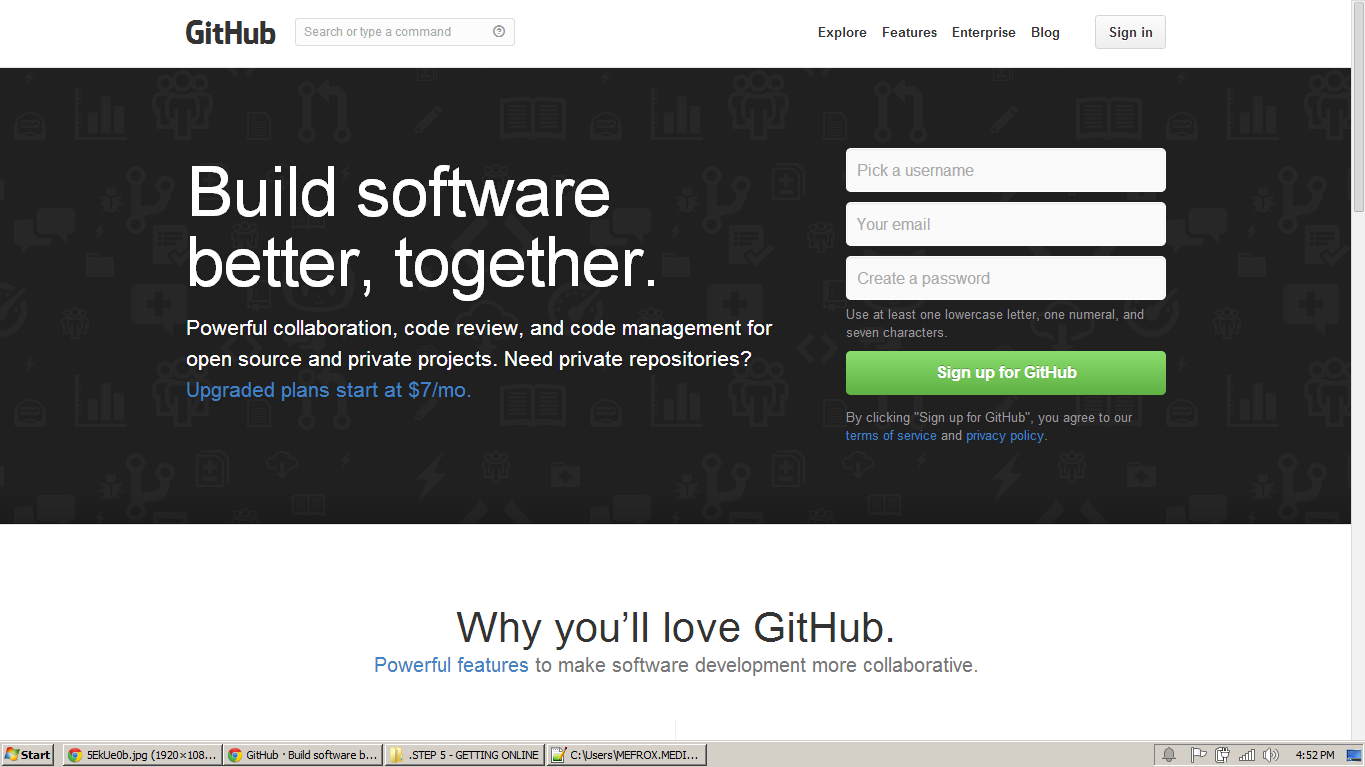 GitHub
Search or type a command
Explore Features Enterprise Blog
Sign in
Build software
better, together.
Powerful collaboration, code review, and code management for
open source and private projects. Need private repositories?
Upgraded plans start at $7/mo.
Pick a username
Your email
Create a password
Use at least one lowercase letter, one numeral, and
seven characters.
Sign up for GitHub
By clicking "Sign up for GitHub", you agree to our
terms of service and privacy policy.
Why you’ll love GitHub.
Powerful features to make software development more collaborative.
Start
5EkUe0b.jpg (1920×108...
GitHub · Build software b...
.STEP 5 - GETTING ONLINE
C:\Users\MEFROX.MEDI...
4:52 PM